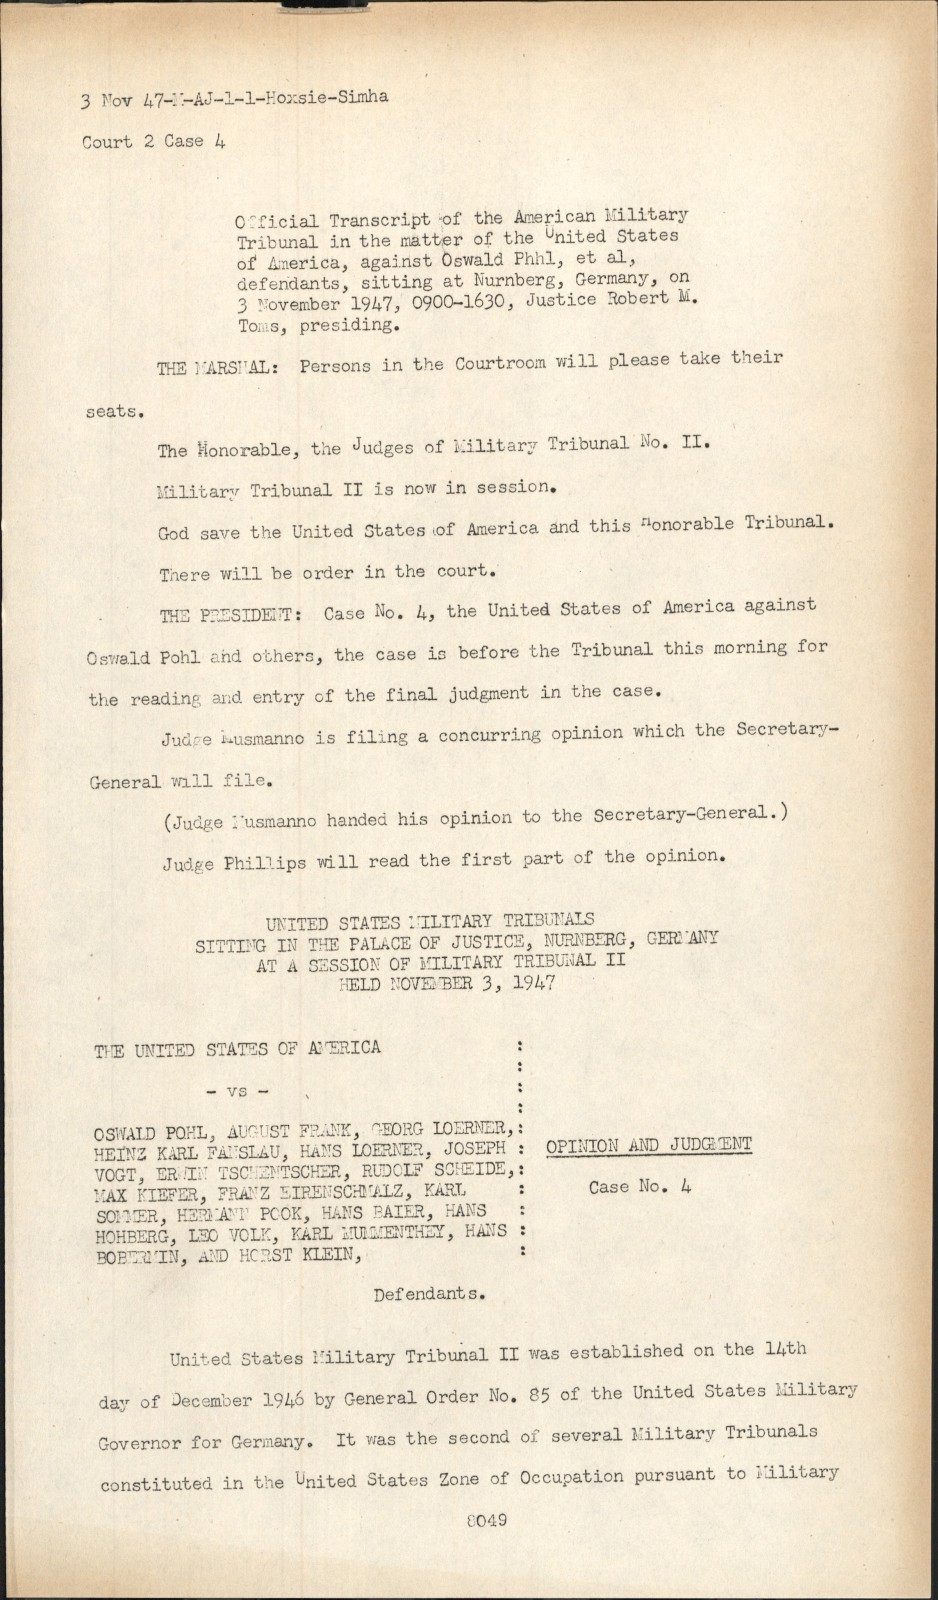 3 Nov 47-M-AJ-1-1-Hoxsie-Simha
Court 2 Case 4
Official Transcript of the American Military
Tribunal in the matter of the United States
of America, against Oswald Phhl, et al,
defendants, sitting at Nurnberg, Germany, on
3 November 1947, 0900-1630, Justice Robert M.
Toms, presiding.
THE MARSHAL: Persons in the Courtroom will please take their
seats.
The Honorable, the Judges of Military Tribunal No. II.
Military Tribunal II is now in session.
God save the United States of America and this Honorable Tribunal.
There will be order in the court.
THE PRESIDENT: Case No. 4, the United States of America against
Oswald Pohl and others, the case is before the Tribunal this morning for
the reading and entry of the final judgment in the case.
Judge Musmanno is filing a concurring opinion which the Secretary-
General will file.
(Judge Musmanno handed his opinion to the Secretary-General.)
Judge Phillips will read the first part of the opinion.
UNITED STATES MILITARY TRIBUNALS
SITTING IN THE PALACE OF JUSTICE, NURNBERG, GERMANY
AT A SESSION OF MILITARY TRIBUNAL II
HELD NOVEMBER 3, 1947
THE UNITED STATES OF AMERICA :
:
- vs - :
:
OSWALD POHL, AUGUST FRANK, GEORG LOERNER, :
HEINZ KARL FANSLAU, HANS LOERNER, JOSEPH : OPINION AND JUDGMENT
VOGT, ERWIN TSCHENTSCHER, RUDOLF SCHEIDE, :
MAX KIEFER, FRANZ EIRENSCHMALZ, KARL : Case No. 4
SOMMER, HERMANN POOK, HANS BAIER, HANS :
HOHBERG, LEO VOLK, KARL MUMMENTHEY, HANS :
BOBERMIN, AND HORST KLEIN, :
Defendants.
United States Military Tribunal II was established on the 14th
day of December 1946 by General Order No. 85 of the United States Military
Governor for Germany. It was the second of several Military Tribunals
constituted in the United States Zone of Occupation pursuant to Military
8049